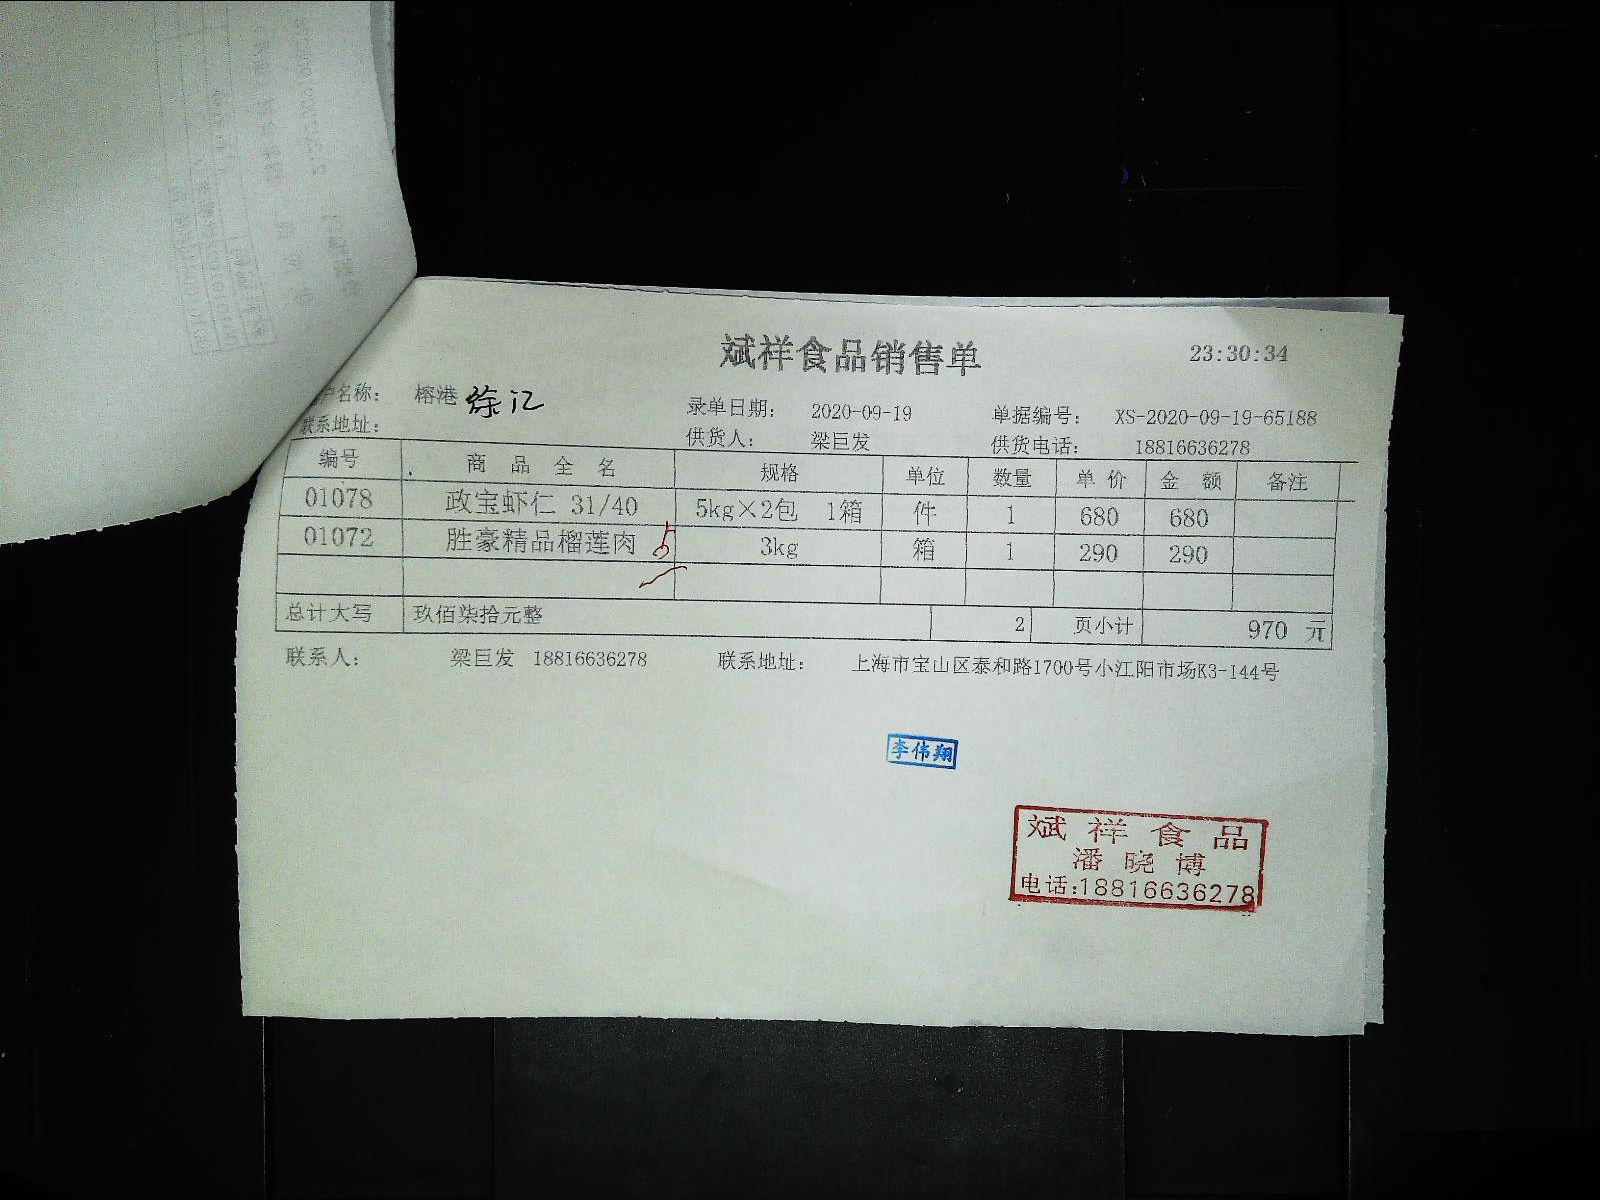 斌祥食品销售单 23:30:34
户名称： 榕港 徐汇 录单日期： 2020-09-19 单据编号： XS-2020-09-19-65188
联系地址： 供货人： 梁巨发 供货电话： 18816636278
编号 商品全名 规格 单位 数量 单价 金额 备注
01078 政宝虾仁 31/40 5kg×2包 1箱 件 1 680 680
01072 胜豪精品榴莲肉 3kg 箱 1 290 290
总计大写 玖佰柒拾元整 2 页小计 970 元
联系人： 梁巨发 18816636278 联系地址： 上海市宝山区泰和路1700号小江阳市场K3-144号
李伟翔
斌祥食品
潘晓博
电话:18816636278